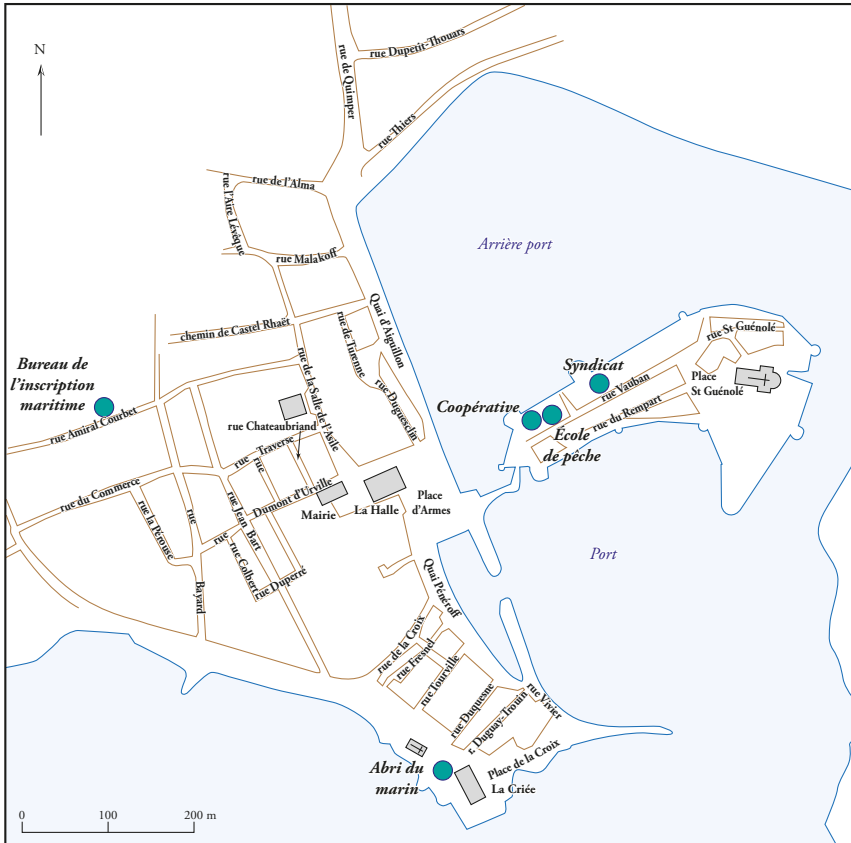 N
rue Dupetit-Thouars
rue de Quimper
rue Thiers
rue de l'Alma
rue l'Aire Lévêque
rue Malakoff
Arrière port
Quai d'Aiguillon
chemin de Castel Rhaët
rue de Turenne
rue St Guénolé
Bureau de
l'inscription
maritime
rue de la Salle de l'Asile
rue Duguesclin
Syndicat
rue Vauban
Place
St Guénolé
Coopérative
rue du Rempart
École
de pêche
rue Amiral Courbet
rue Chateaubriand
rue Traverse
rue du Commerce
rue la Pérouse
rue Bayard
rue Jean Bart
rue Dumont d'Urville
Mairie
La Halle
Place
d'Armes
rue Colbert
rue Duperré
Port
Quai Pénéroff
rue de la Croix
rue Fresnel
rue Tourville
rue Duquesne
r. Duguay-Trouin
rue Vivier
Place de la Croix
Abri du
marin
La Criée
0 100 200 m